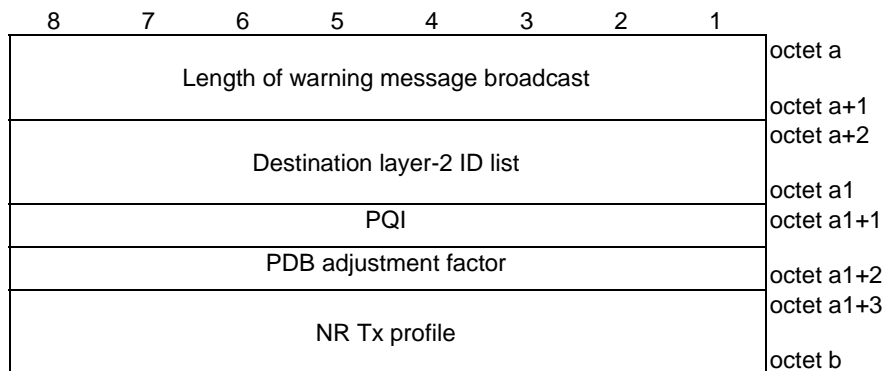 8 7 6 5 4 3 2 1
octet a
Length of warning message broadcast
octet a+1
octet a+2
Destination layer-2 ID list
octet a1
PQI octet a1+1
PDB adjustment factor octet a1+2
octet a1+3
NR Tx profile
octet b